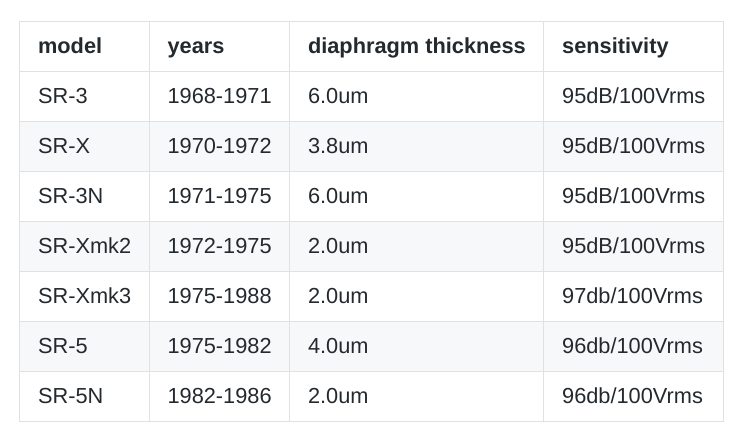 model years diaphragm thickness sensitivity
SR-3 1968-1971 6.0um 95dB/100Vrms
SR-X 1970-1972 3.8um 95dB/100Vrms
SR-3N 1971-1975 6.0um 95dB/100Vrms
SR-Xmk2 1972-1975 2.0um 95dB/100Vrms
SR-Xmk3 1975-1988 2.0um 97db/100Vrms
SR-5 1975-1982 4.0um 96db/100Vrms
SR-5N 1982-1986 2.0um 96db/100Vrms